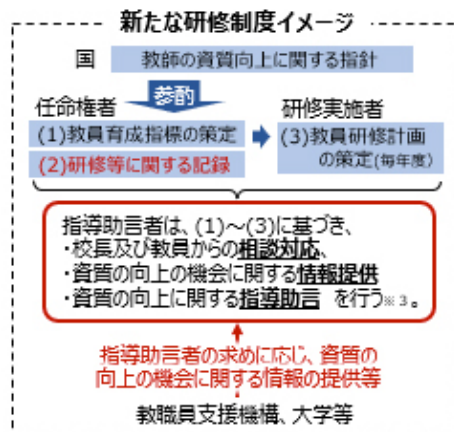 新たな研修制度イメージ
国 教師の資質向上に関する指針
参酌
任命権者
(1)教員育成指標の策定
(2)研修等に関する記録
研修実施者
(3)教員研修計画
の策定(毎年度)
指導助言者は、(1)~(3)に基づき、
・校長及び教員からの相談対応、
・資質の向上の機会に関する情報提供
・資質の向上に関する指導助言 を行う※3。
指導助言者の求めに応じ、資質の
向上の機会に関する情報の提供等
教職員支援機構、大学等